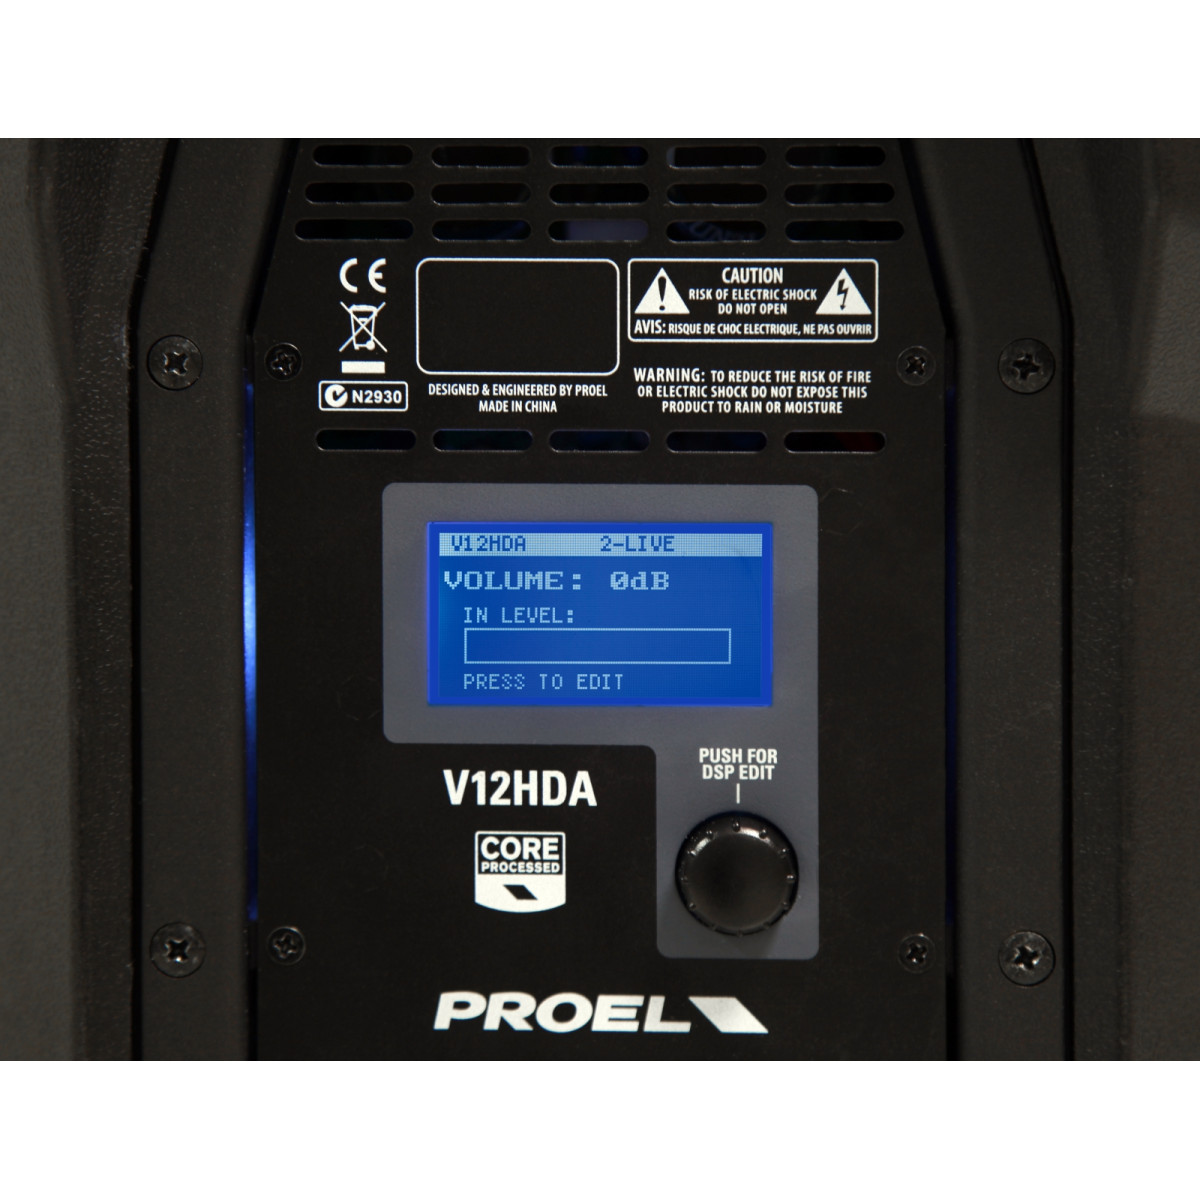 CE
N2930
DESIGNED & ENGINEERED BY PROEL
MADE IN CHINA
CAUTION
RISK OF ELECTRIC SHOCK
DO NOT OPEN
AVIS: RISQUE DE CHOC ELECTRIQUE, NE PAS OUVRIR
WARNING: TO REDUCE THE RISK OF FIRE
OR ELECTRIC SHOCK DO NOT EXPOSE THIS
PRODUCT TO RAIN OR MOISTURE
V12HDA 2-LIVE
VOLUME: 0dB
IN LEVEL:
PRESS TO EDIT
PUSH FOR
DSP EDIT
V12HDA
CORE
PROCESSED
PROEL